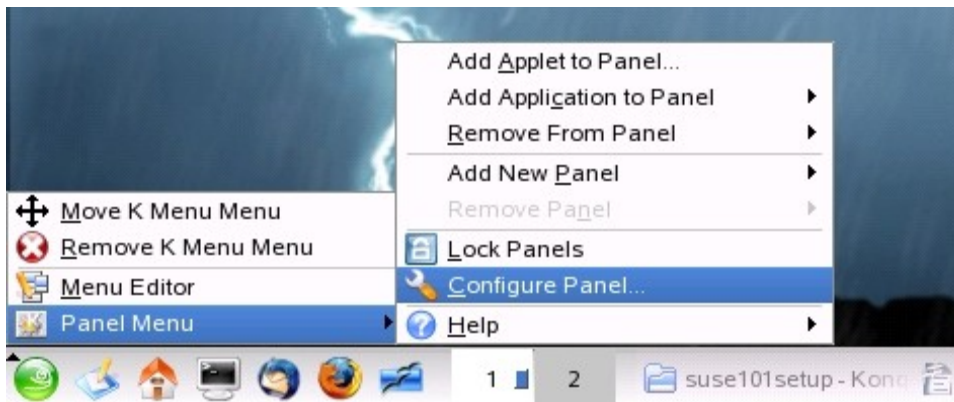 Add Applet to Panel...
Add Application to Panel
Remove From Panel
Add New Panel
Remove Panel
Lock Panels
Configure Panel...
Help
Move K Menu Menu
Remove K Menu Menu
Menu Editor
Panel Menu
1
2
suse101setup - Konq